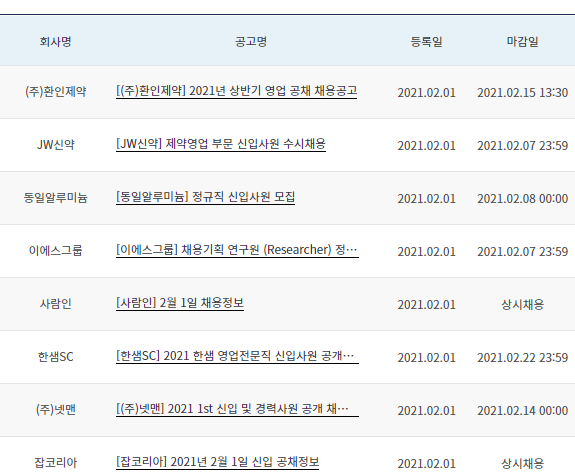 회사명 공고명 등록일 마감일
(주)환인제약 [(주)환인제약] 2021년 상반기 영업 공채 채용공고 2021.02.01 2021.02.15 13:30
JW신약 [JW신약] 제약영업 부문 신입사원 수시채용 2021.02.01 2021.02.07 23:59
동일알루미늄 [동일알루미늄] 정규직 신입사원 모집 2021.02.01 2021.02.08 00:00
이에스그룹 [이에스그룹] 채용기획 연구원 (Researcher) 정… 2021.02.01 2021.02.07 23:59
사람인 [사람인] 2월 1일 채용정보 2021.02.01 상시채용
한샘SC [한샘SC] 2021 한샘 영업전문직 신입사원 공개… 2021.02.01 2021.02.22 23:59
(주)넷맨 [(주)넷맨] 2021 1st 신입 및 경력사원 공개 채… 2021.02.01 2021.02.14 00:00
잡코리아 [잡코리아] 2021년 2월 1일 신입 공채정보 2021.02.01 상시채용